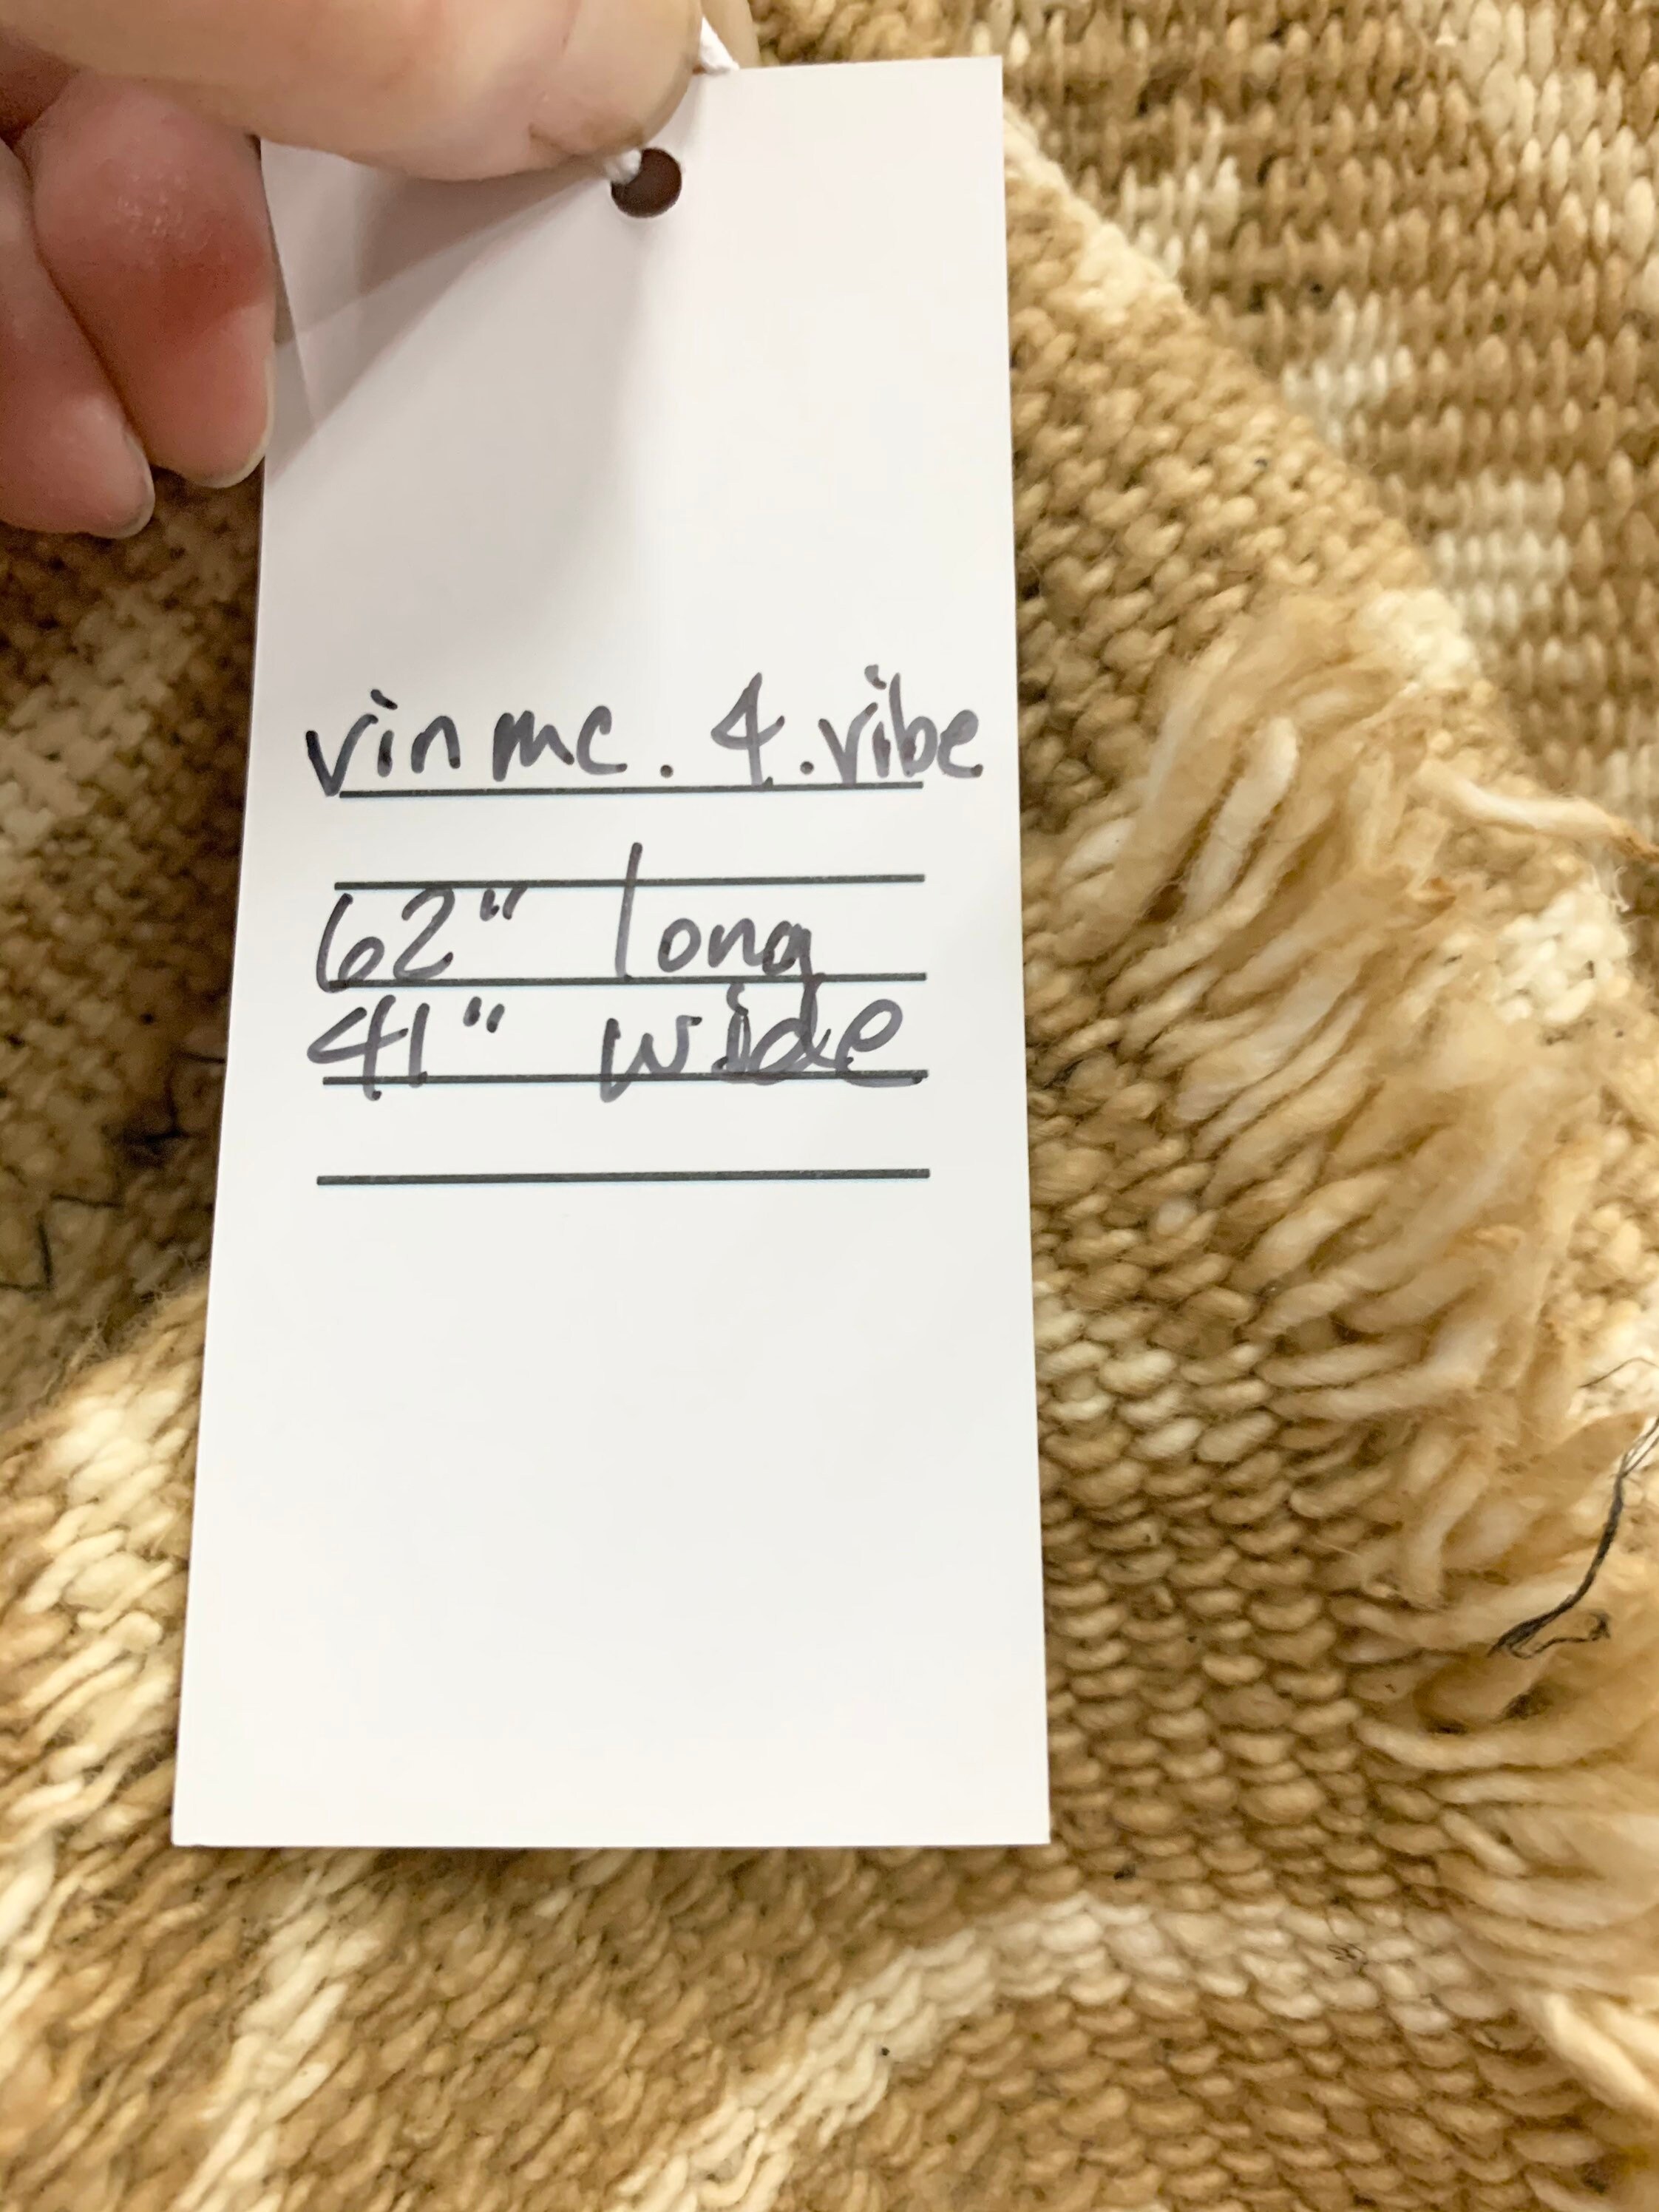 vinmc. 4.vibe
62" long
41" wide